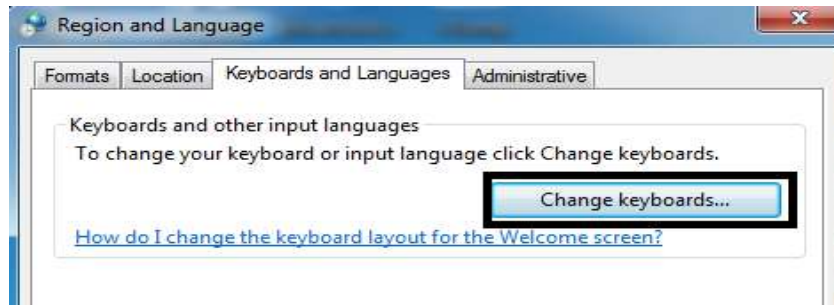 Region and Language
Formats Location Keyboards and Languages Administrative
Keyboards and other input languages
To change your keyboard or input language click Change keyboards.
Change keyboards...
How do I change the keyboard layout for the Welcome screen?